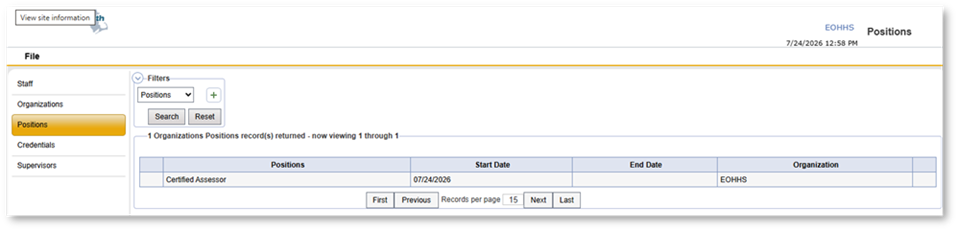 View site information
EOHHS Positions
7/24/2026 12:58 PM
File
Staff
Organizations
Positions
Credentials
Supervisors
Filters
Positions
+
Search Reset
1 Organizations Positions record(s) returned - now viewing 1 through 1
Positions Start Date End Date Organization
Certified Assessor 07/24/2026 EOHHS
First Previous Records per page 15 Next Last